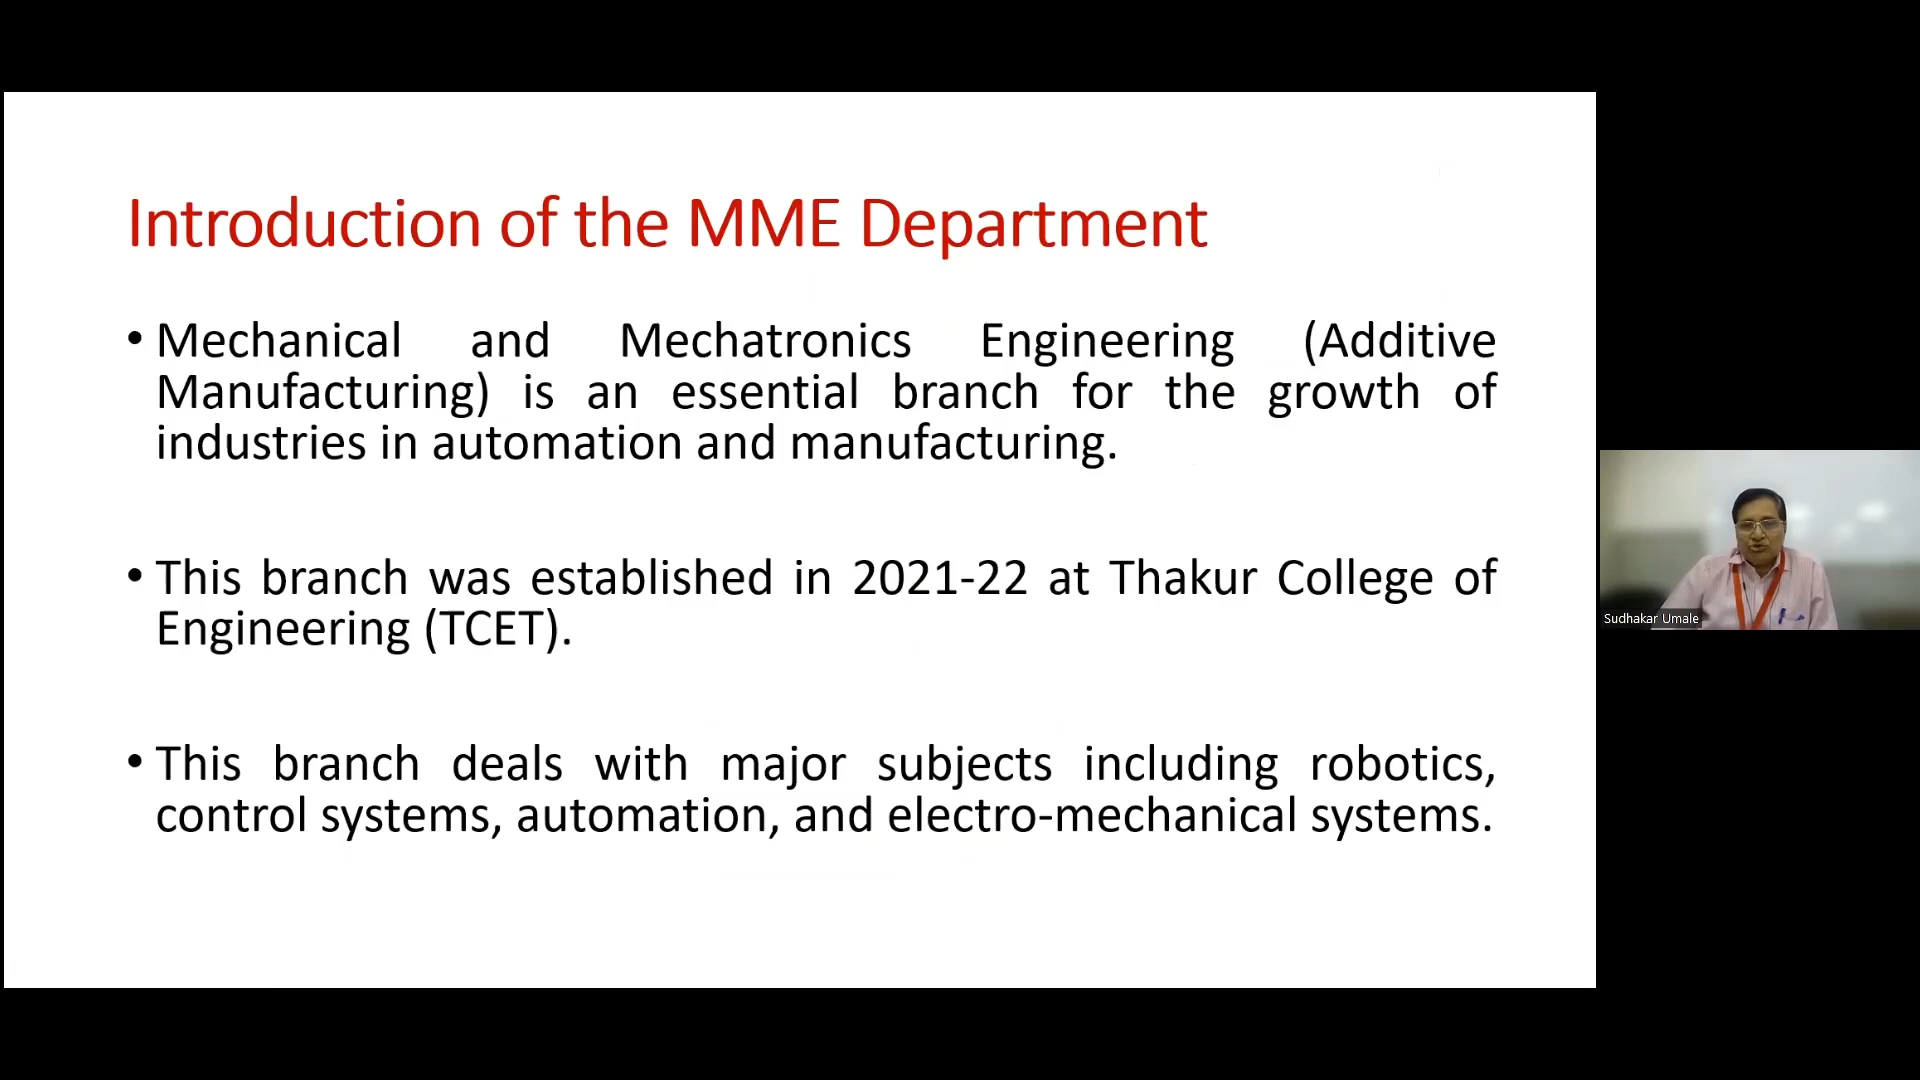 Introduction of the MME Department
• Mechanical and Mechatronics Engineering (Additive
Manufacturing) is an essential branch for the growth of
industries in automation and manufacturing.
• This branch was established in 2021-22 at Thakur College of
Engineering (TCET).
• This branch deals with major subjects including robotics,
control systems, automation, and electro-mechanical systems.
Sudhakar Umale